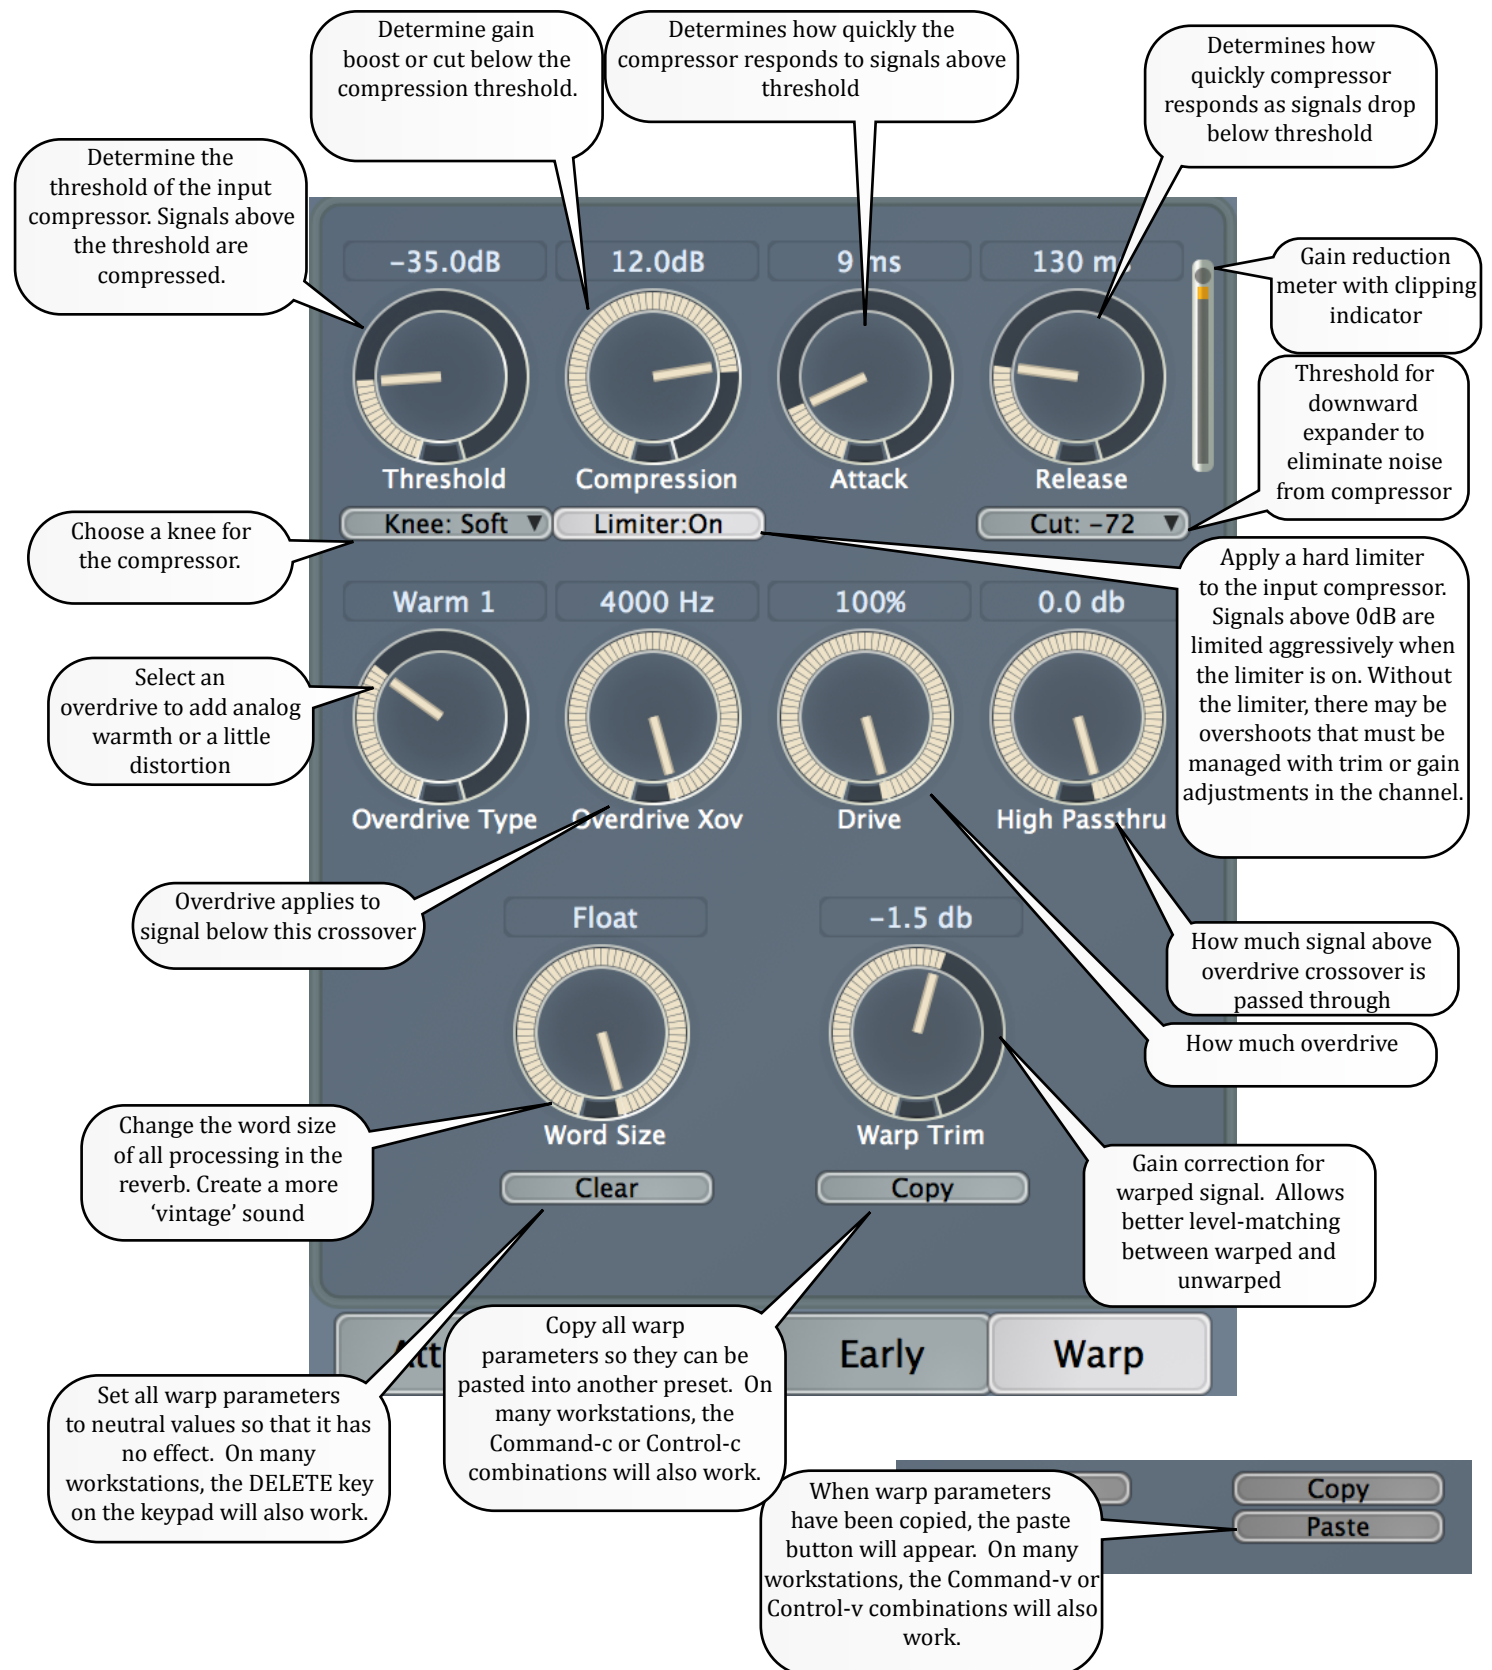 Determine gain
boost or cut below the
compression threshold.
Determines how quickly the
compressor responds to signals above
threshold
Determines how
quickly compressor
responds as signals drop
below threshold
Determine the
threshold of the input
compressor. Signals above
the threshold are
compressed.
Gain reduction
meter with clipping
indicator
-35.0dB
12.0dB
9 ms
130 ms
Threshold
Compression
Attack
Release
Threshold for
downward
expander to
eliminate noise
from compressor
Knee: Soft
Limiter:On
Cut: -72
Choose a knee for
the compressor.
Apply a hard limiter
to the input compressor.
Signals above 0dB are
limited aggressively when
the limiter is on. Without
the limiter, there may be
overshoots that must be
managed with trim or gain
adjustments in the channel.
Warm 1
4000 Hz
100%
0.0 db
Select an
overdrive to add analog
warmth or a little
distortion
Overdrive Type
Overdrive Xov
Drive
High Passthru
Overdrive applies to
signal below this crossover
How much signal above
overdrive crossover is
passed through
How much overdrive
Float
-1.5 db
Word Size
Warp Trim
Change the word size
of all processing in the
reverb. Create a more
‘vintage’ sound
Gain correction for
warped signal.  Allows
better level-matching
between warped and
unwarped
Clear
Copy
Early
Warp
Set all warp parameters
to neutral values so that it has
no effect.  On many
workstations, the DELETE key
on the keypad will also work.
Copy all warp
parameters so they can be
pasted into another preset.  On
many workstations, the
Command-c or Control-c
combinations will also work.
When warp parameters
have been copied, the paste
button will appear.  On many
workstations, the Command-v or
Control-v combinations will also
work.
Copy
Paste